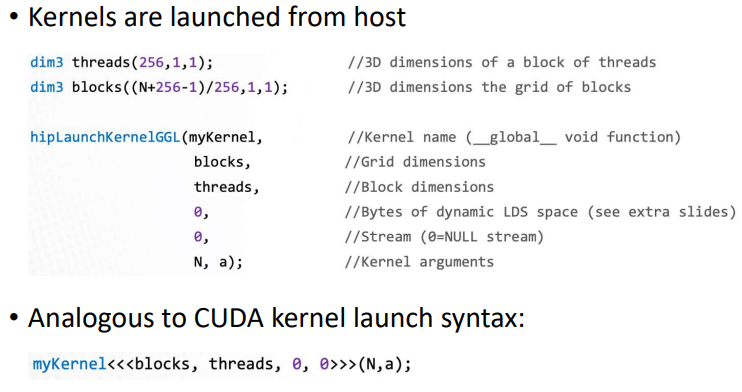 • Kernels are launched from host
dim3 threads(256,1,1); //3D dimensions of a block of threads
dim3 blocks((N+256-1)/256,1,1); //3D dimensions the grid of blocks
hipLaunchKernelGGL(myKernel, //Kernel name (__global__ void function)
blocks, //Grid dimensions
threads, //Block dimensions
0, //Bytes of dynamic LDS space (see extra slides)
0, //Stream (0=NULL stream)
N, a); //Kernel arguments
• Analogous to CUDA kernel launch syntax:
myKernel<<<blocks, threads, 0, 0>>>(N,a);